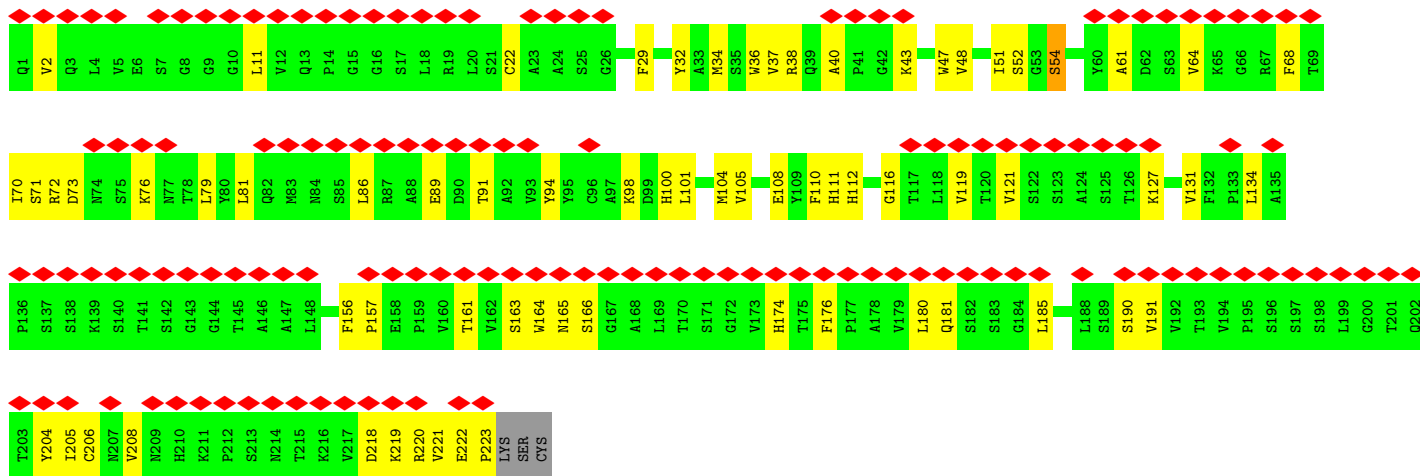 Q1 V2 Q3 L4 V5 E6 S7 G8 G9 G10 L11 V12 Q13 P14 G15 G16 S17 L18 R19 L20 S21 C22 A23 A24 S25 G26 F29 Y32 A33 M34 S35 W36 V37 R38 Q39 A40 P41 G42 K43 W47 V48 I51 S52 G53 S54 Y60 A61 D62 S63 V64 K65 G66 R67 F68 T69
I70 S71 R72 D73 N74 S75 K76 N77 T78 L79 Y80 L81 Q82 M83 N84 S85 L86 R87 A88 E89 D90 T91 A92 V93 Y94 Y95 C96 A97 K98 D99 H100 L101 M104 V105 E108 Y109 F110 H111 H112 G116 T117 L118 V119 T120 V121 S122 S123 A124 S125 T126 K127 V131 F132 P133 L134 A135
P136 S137 S138 K139 S140 T141 S142 G143 G144 T145 A146 A147 L148 F156 P157 E158 P159 V160 T161 V162 S163 W164 N165 S166 G167 A168 L169 T170 S171 G172 V173 H174 T175 F176 P177 A178 V179 L180 Q181 S182 S183 G184 L185 L188 S189 S190 V191 V192 T193 V194 P195 S196 S197 S198 L199 G200 T201 Q202
T203 Y204 I205 C206 N207 V208 N209 H210 K211 P212 S213 N214 T215 K216 V217 D218 K219 R220 V221 E222 P223 LYS SER CYS